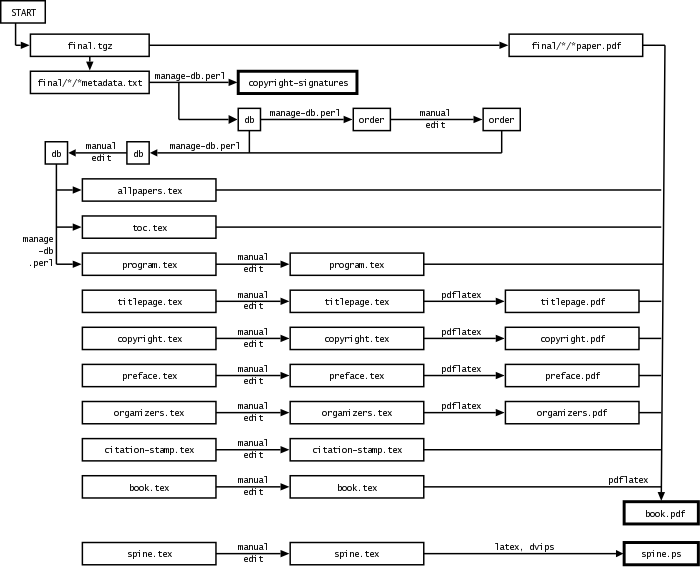 START
final.tgz
final/*/*paper.pdf
final/*/*metadata.txt
manage-db.perl
copyright-signatures
db
manage-db.perl
order
manual
edit
order
db
manual
edit
db
manage-db.perl
allpapers.tex
toc.tex
manage
-db
.perl
program.tex
manual
edit
program.tex
titlepage.tex
manual
edit
titlepage.tex
pdflatex
titlepage.pdf
copyright.tex
manual
edit
copyright.tex
pdflatex
copyright.pdf
preface.tex
manual
edit
preface.tex
pdflatex
preface.pdf
organizers.tex
manual
edit
organizers.tex
pdflatex
organizers.pdf
citation-stamp.tex
manual
edit
citation-stamp.tex
book.tex
manual
edit
book.tex
pdflatex
book.pdf
spine.tex
manual
edit
spine.tex
latex, dvips
spine.ps